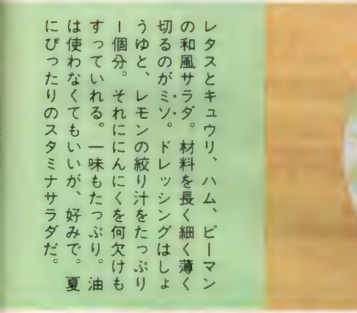 レタスとキュウリ、ハム、ピーマン
の和風サラダ。材料を長く細く薄く
切るのがミソ。ドレッシングはしょ
うゆと、レモンの絞り汁をたっぷり
一個分。それににんにくを何欠けも
すっていれる。一味もたっぷり。油
は使わなくてもいいが、好みで。夏
にぴったりのスタミナサラダだ。